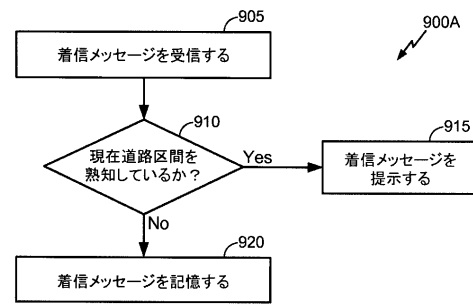 905
着信メッセージを受信する
900A
910
現在道路区間を
熟知しているか？
Yes
915
着信メッセージを
提示する
No
920
着信メッセージを記憶する